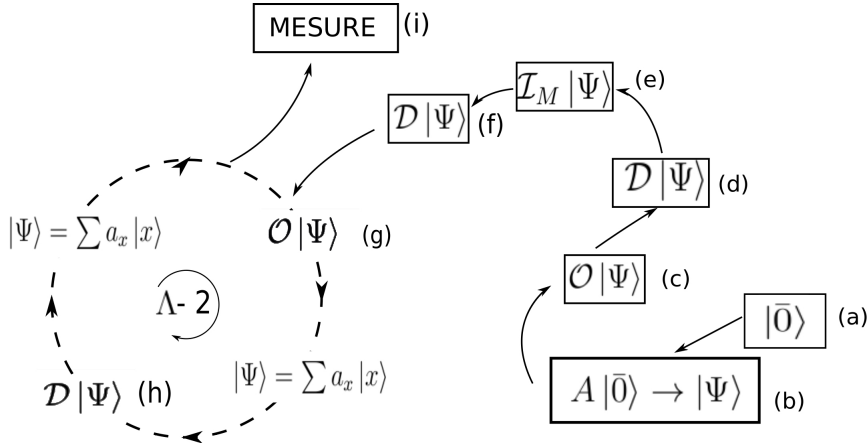 MESURE (i)
𝓘_M |Ψ⟩ (e)
𝒟 |Ψ⟩ (f)
𝒟 |Ψ⟩ (d)
|Ψ⟩ = ∑ a_x |x⟩
𝒪 |Ψ⟩ (g)
𝒪 |Ψ⟩ (c)
Λ- 2
|0̄⟩ (a)
|Ψ⟩ = ∑ a_x |x⟩
𝒟 |Ψ⟩ (h)
A |0̄⟩ → |Ψ⟩ (b)